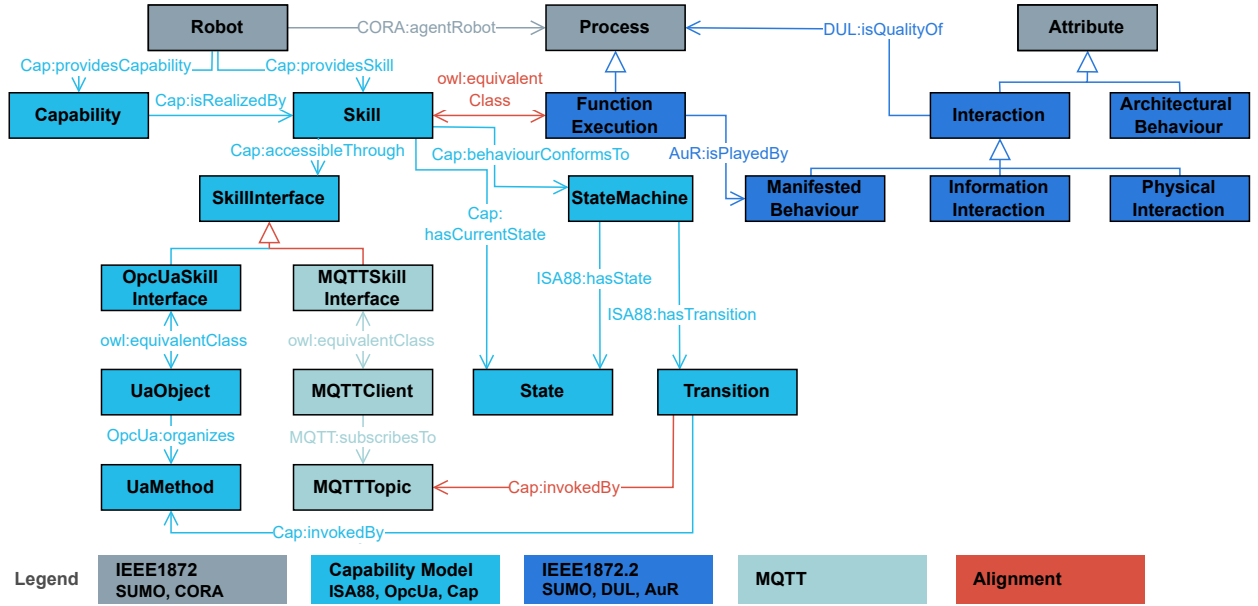 Robot
CORA:agentRobot
Process
DUL:isQualityOf
Attribute
Cap:providesCapability
Cap:providesSkill
owl:equivalent
Class
Capability
Cap:isRealizedBy
Skill
Function
Execution
Interaction
Architectural
Behaviour
Cap:accessibleThrough
Cap:behaviourConformsTo
AuR:isPlayedBy
SkillInterface
StateMachine
Manifested
Behaviour
Information
Interaction
Physical
Interaction
Cap:
hasCurrentState
OpcUaSkill
Interface
MQTTSkill
Interface
ISA88:hasState
ISA88:hasTransition
owl:equivalentClass
owl:equivalentClass
UaObject
MQTTClient
State
Transition
OpcUa:organizes
MQTT:subscribesTo
UaMethod
MQTTTopic
Cap:invokedBy
Cap:invokedBy
Legend
IEEE1872
SUMO, CORA
Capability Model
ISA88, OpcUa, Cap
IEEE1872.2
SUMO, DUL, AuR
MQTT
Alignment